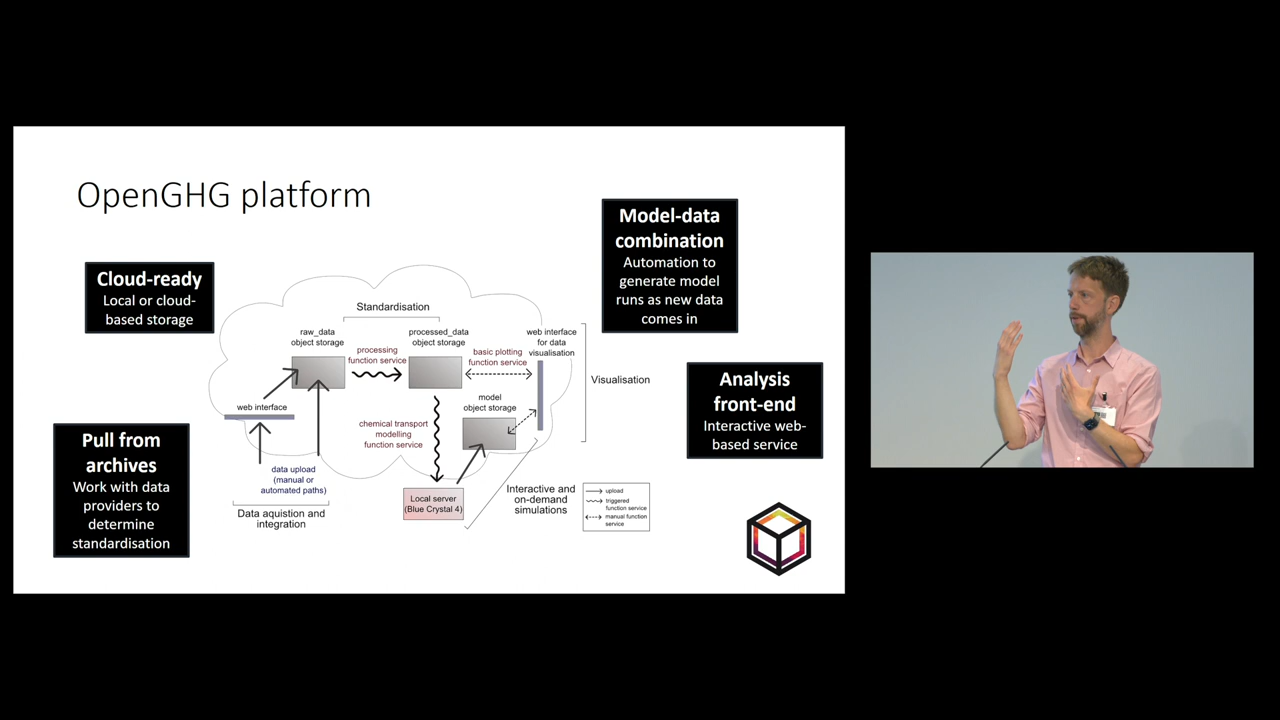 OpenGHG platform
Cloud-ready
Local or cloud-
based storage
Pull from
archives
Work with data
providers to
determine
standardisation
Model-data
combination
Automation to
generate model
runs as new data
comes in
Analysis
front-end
Interactive web-
based service
Standardisation
raw_data
object storage
processing
function service
processed_data
object storage
basic plotting
function service
web interface
for data
visualisation
Visualisation
web interface
model
object storage
chemical transport
modelling
function service
data upload
(manual or
automated paths)
Data aquistion and
integration
Local server
(Blue Crystal 4)
Interactive and
on-demand
simulations
upload
triggered
function service
manual function
service